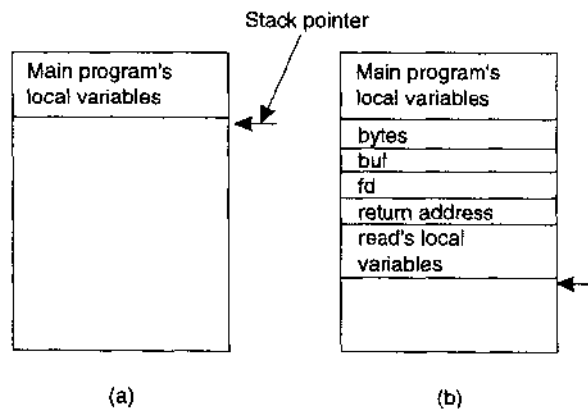 Stack pointer
Main program's
local variables
Main program's
local variables
bytes
buf
fd
return address
read's local
variables
(a)
(b)